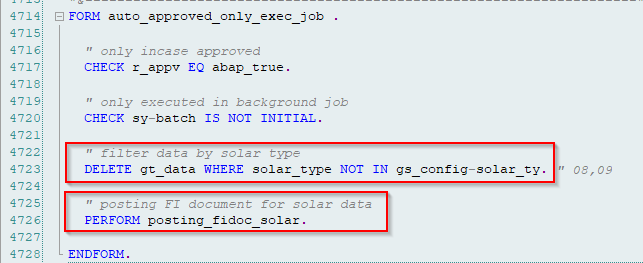 4714 FORM auto_approved_only_exec_job .
4715
4716 " only incase approved
4717 CHECK r_appv EQ abap_true.
4718
4719 " only executed in background job
4720 CHECK sy-batch IS NOT INITIAL.
4721
4722 " filter data by solar type
4723 DELETE gt_data WHERE solar_type NOT IN gs_config-solar_ty. " 08,09
4724
4725 " posting FI document for solar data
4726 PERFORM posting_fidoc_solar.
4727
4728 ENDFORM.